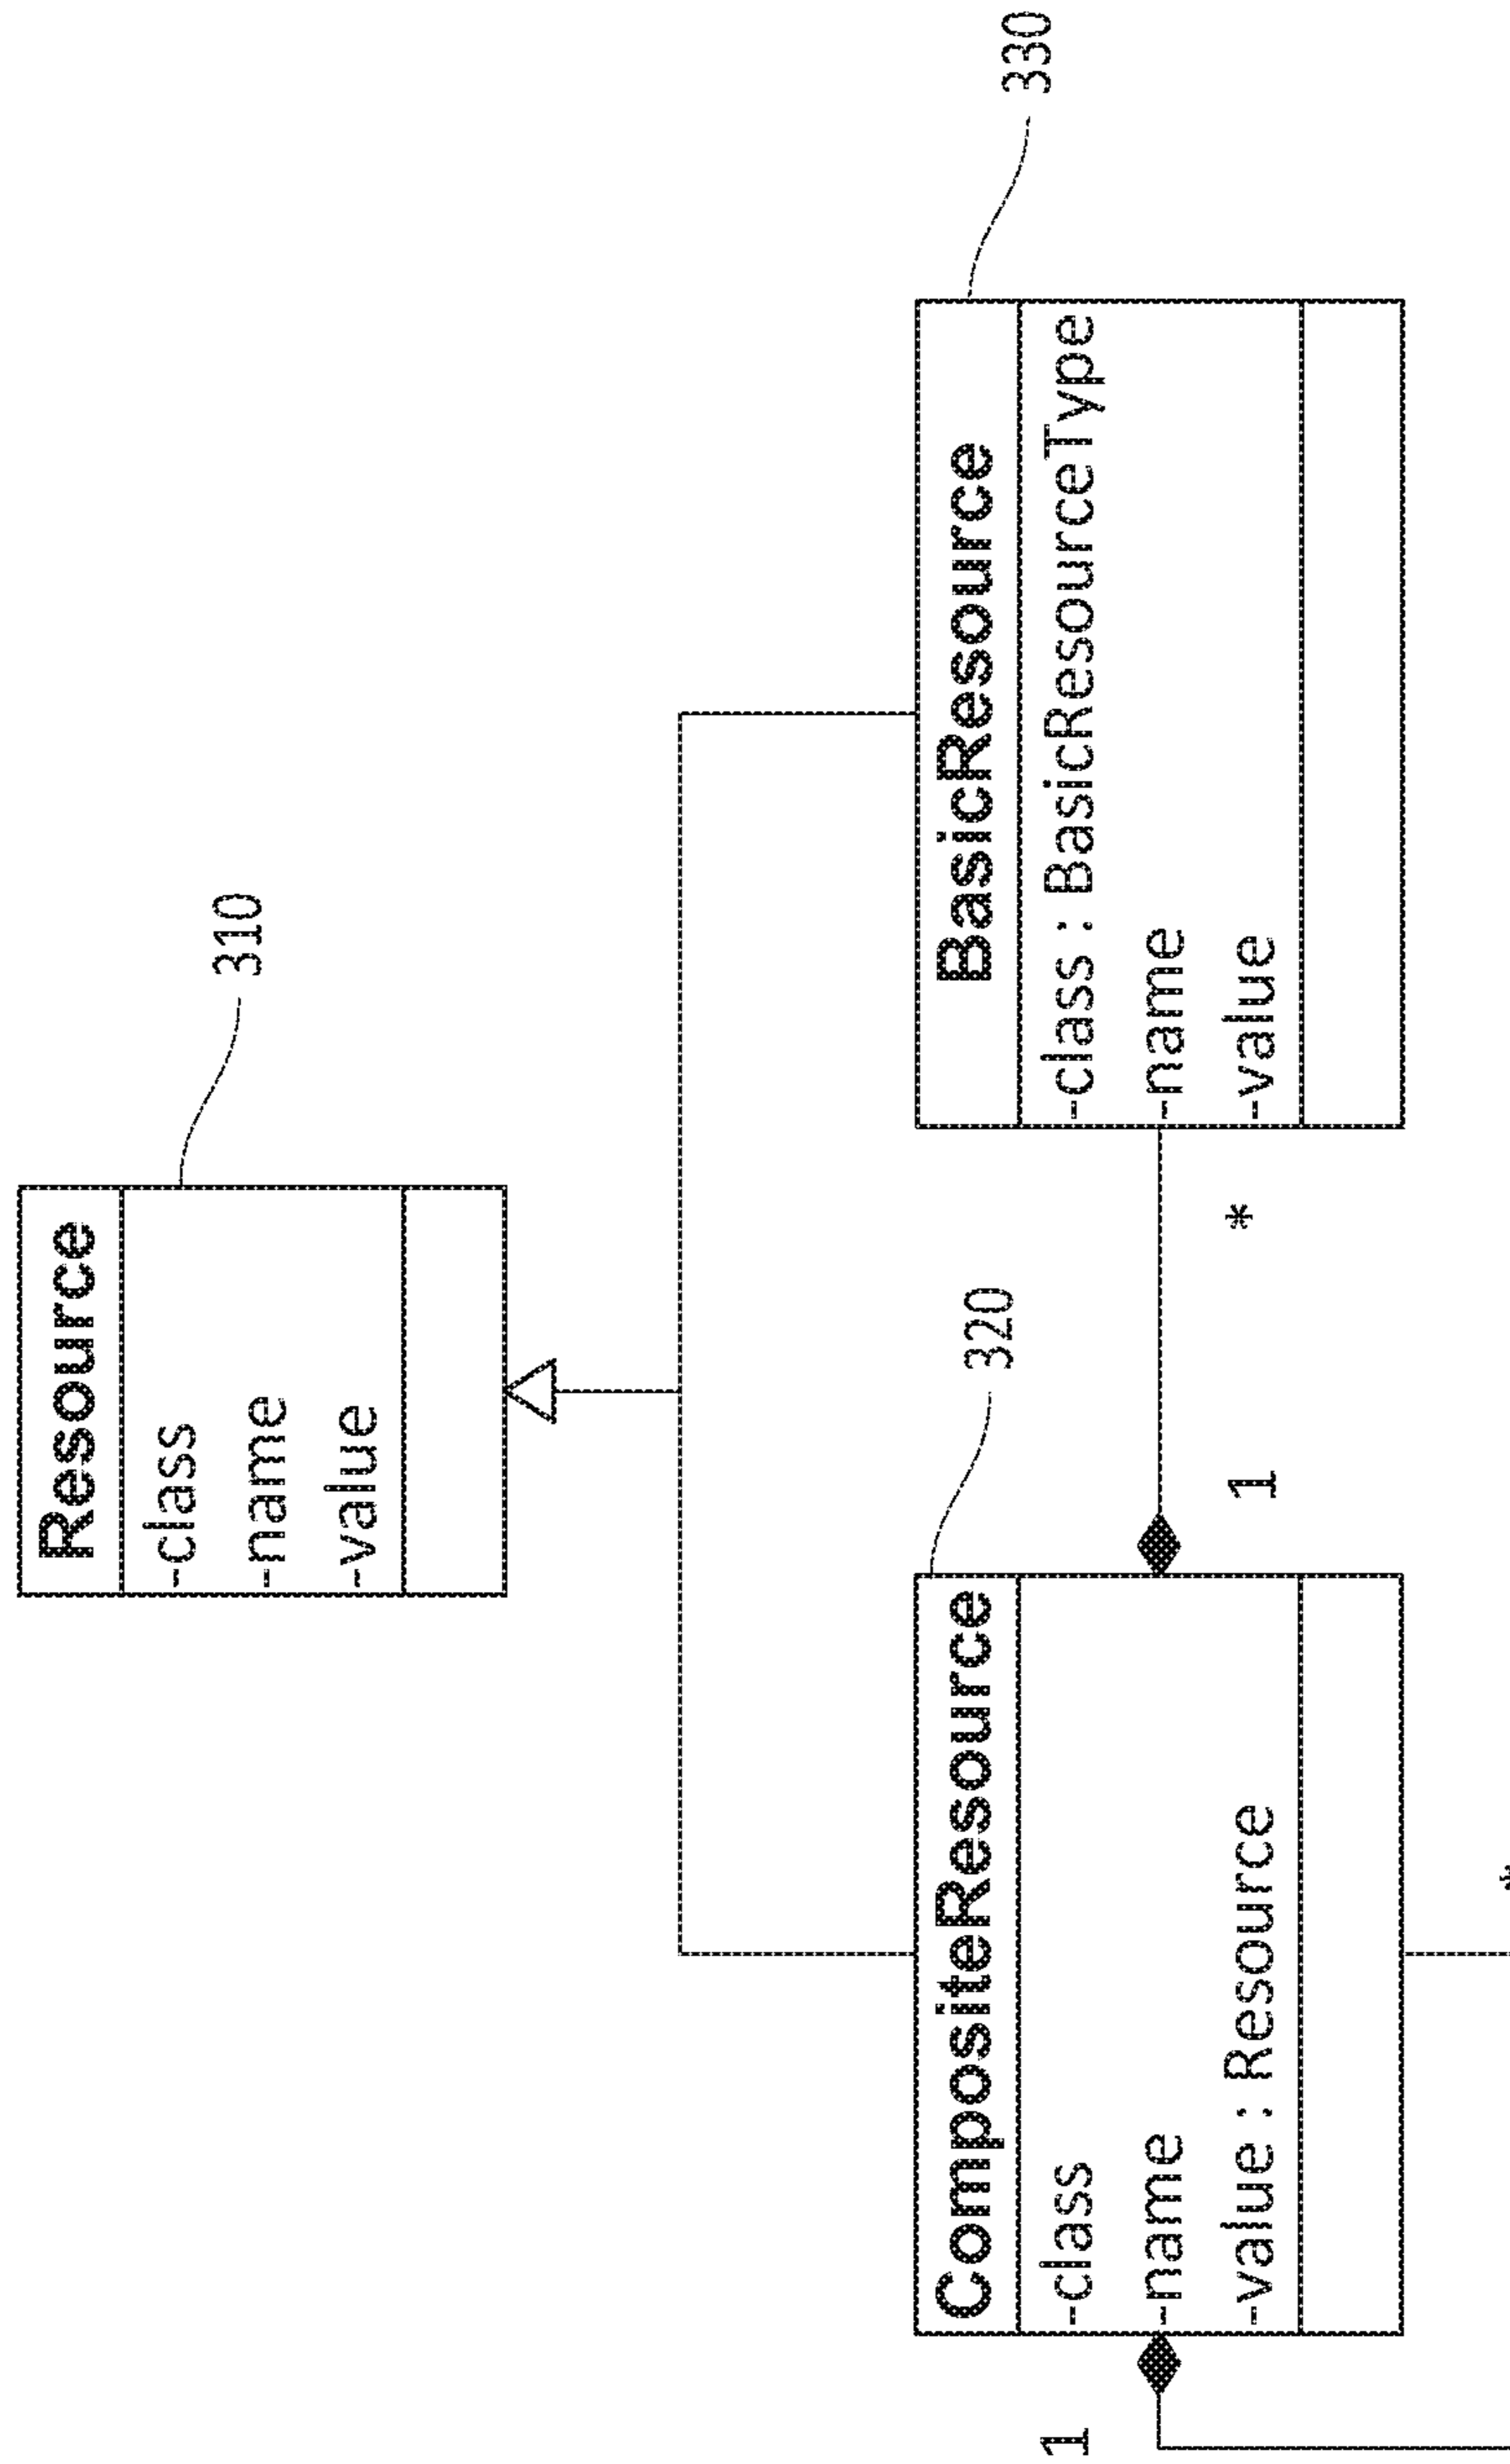 Resource
-class
-name
-value
310
CompositeResource
-class
-name
-value : Resource
320
1
*
1
*
BasicResource
-class : BasicResourceType
-name
-value
330